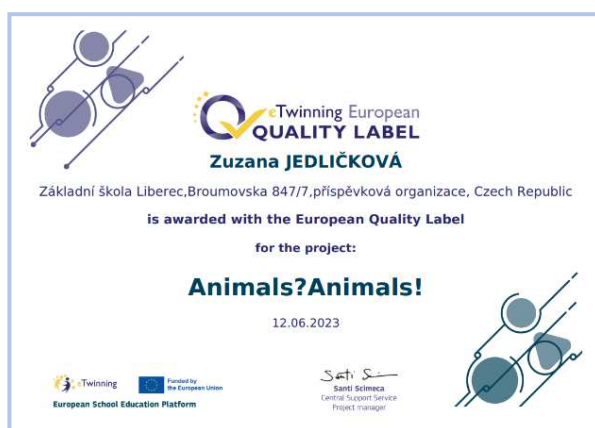 eTwinning European
QUALITY LABEL
Zuzana JEDLIČKOVÁ
Základní škola Liberec,Broumovska 847/7,příspěvková organizace, Czech Republic
is awarded with the European Quality Label
for the project:
Animals?Animals!
12.06.2023
eTwinning
Funded by
the European Union
European School Education Platform
Santi Scimeca
Central Support Service
Project manager